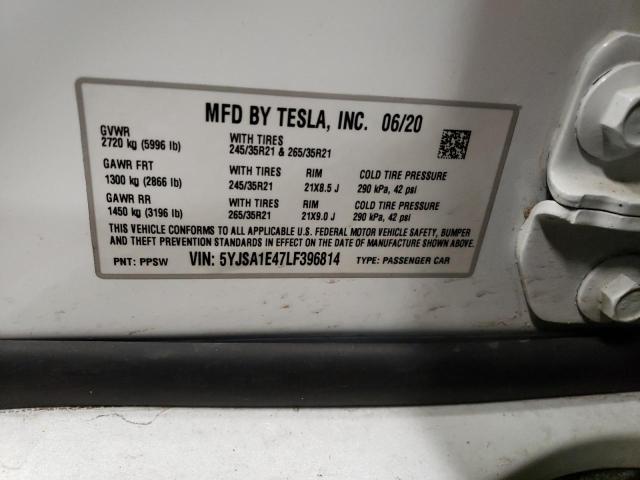 MFD BY TESLA, INC. 06/20
GVWR
2720 kg (5996 lb)
WITH TIRES
245/35R21 & 265/35R21
GAWR FRT
1300 kg (2866 lb)
WITH TIRES
245/35R21
RIM
21X8.5 J
COLD TIRE PRESSURE
290 kPa, 42 psi
GAWR RR
1450 kg (3196 lb)
WITH TIRES
265/35R21
RIM
21X9.0 J
COLD TIRE PRESSURE
290 kPa, 42 psi
THIS VEHICLE CONFORMS TO ALL APPLICABLE U.S. FEDERAL MOTOR VEHICLE SAFETY, BUMPER
AND THEFT PREVENTION STANDARDS IN EFFECT ON THE DATE OF MANUFACTURE SHOWN ABOVE.
PNT: PPSW VIN: 5YJSA1E47LF396814 TYPE: PASSENGER CAR